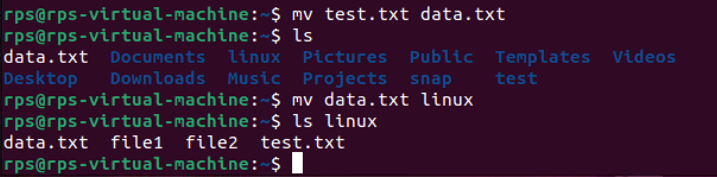 rps@rps-virtual-machine:~$ mv test.txt data.txt
rps@rps-virtual-machine:~$ ls
data.txt  Documents  linux  Pictures  Public  Templates  Videos
Desktop   Downloads  Music  Projects  snap    test
rps@rps-virtual-machine:~$ mv data.txt linux
rps@rps-virtual-machine:~$ ls linux
data.txt  file1  file2  test.txt
rps@rps-virtual-machine:~$